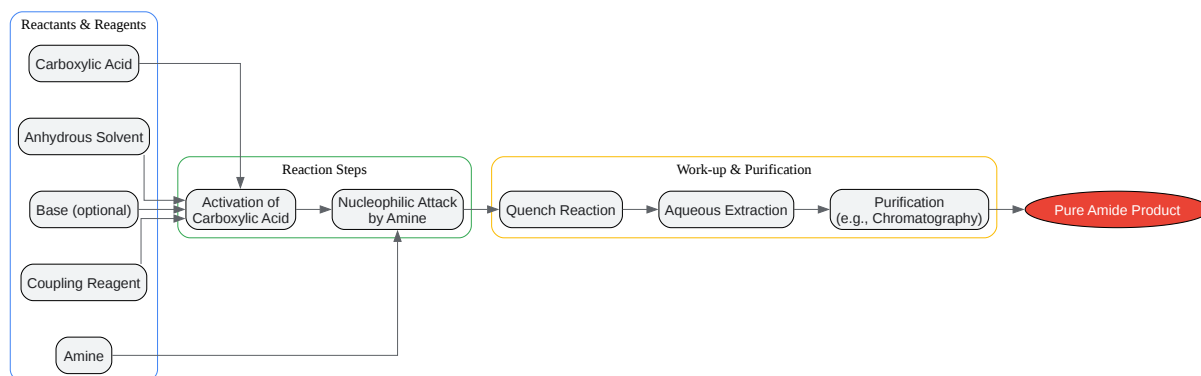 Reactants & Reagents
Carboxylic Acid
Anhydrous Solvent
Base (optional)
Coupling Reagent
Amine
Reaction Steps
Activation of
Carboxylic Acid
Nucleophilic Attack
by Amine
Work-up & Purification
Quench Reaction
Aqueous Extraction
Purification
(e.g., Chromatography)
Pure Amide Product